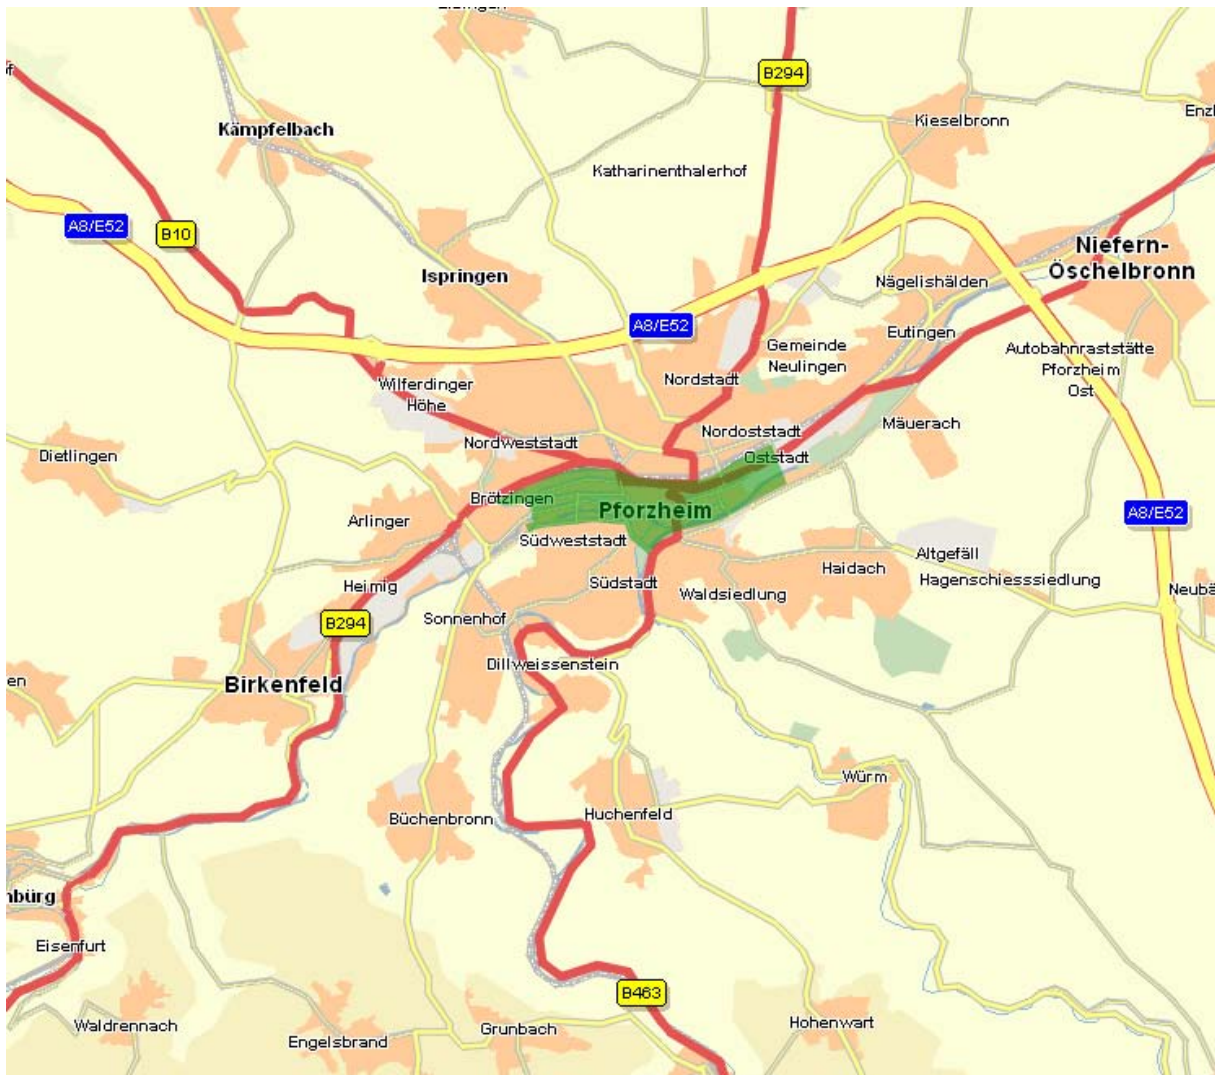 B294
Kieselbronn
Kämpfelbach
Katharinenthalerhof
A8/E52
B10
Niefern-
Öschelbronn
Ispringen
Nägelishälden
A8/E52
Eutingen
Gemeinde
Neulingen
Autobahnraststätte
Pforzheim
Ost
Nordstadt
Wilferdinger
Höhe
Mäuerach
Nordoststadt
Nordweststadt
Oststadt
Dietlingen
Brötzingen
Pforzheim
A8/E52
Arlinger
Südweststadt
Altgefäll
Haidach
Hagenschiesssiedlung
Heimig
Südstadt
Waldsiedlung
Sonnenhof
B294
Dillweissenstein
Birkenfeld
Würm
Büchenbronn
Huchenfeld
Eisenfurt
B463
Waldrennach
Grunbach
Hohenwart
Engelsbrand